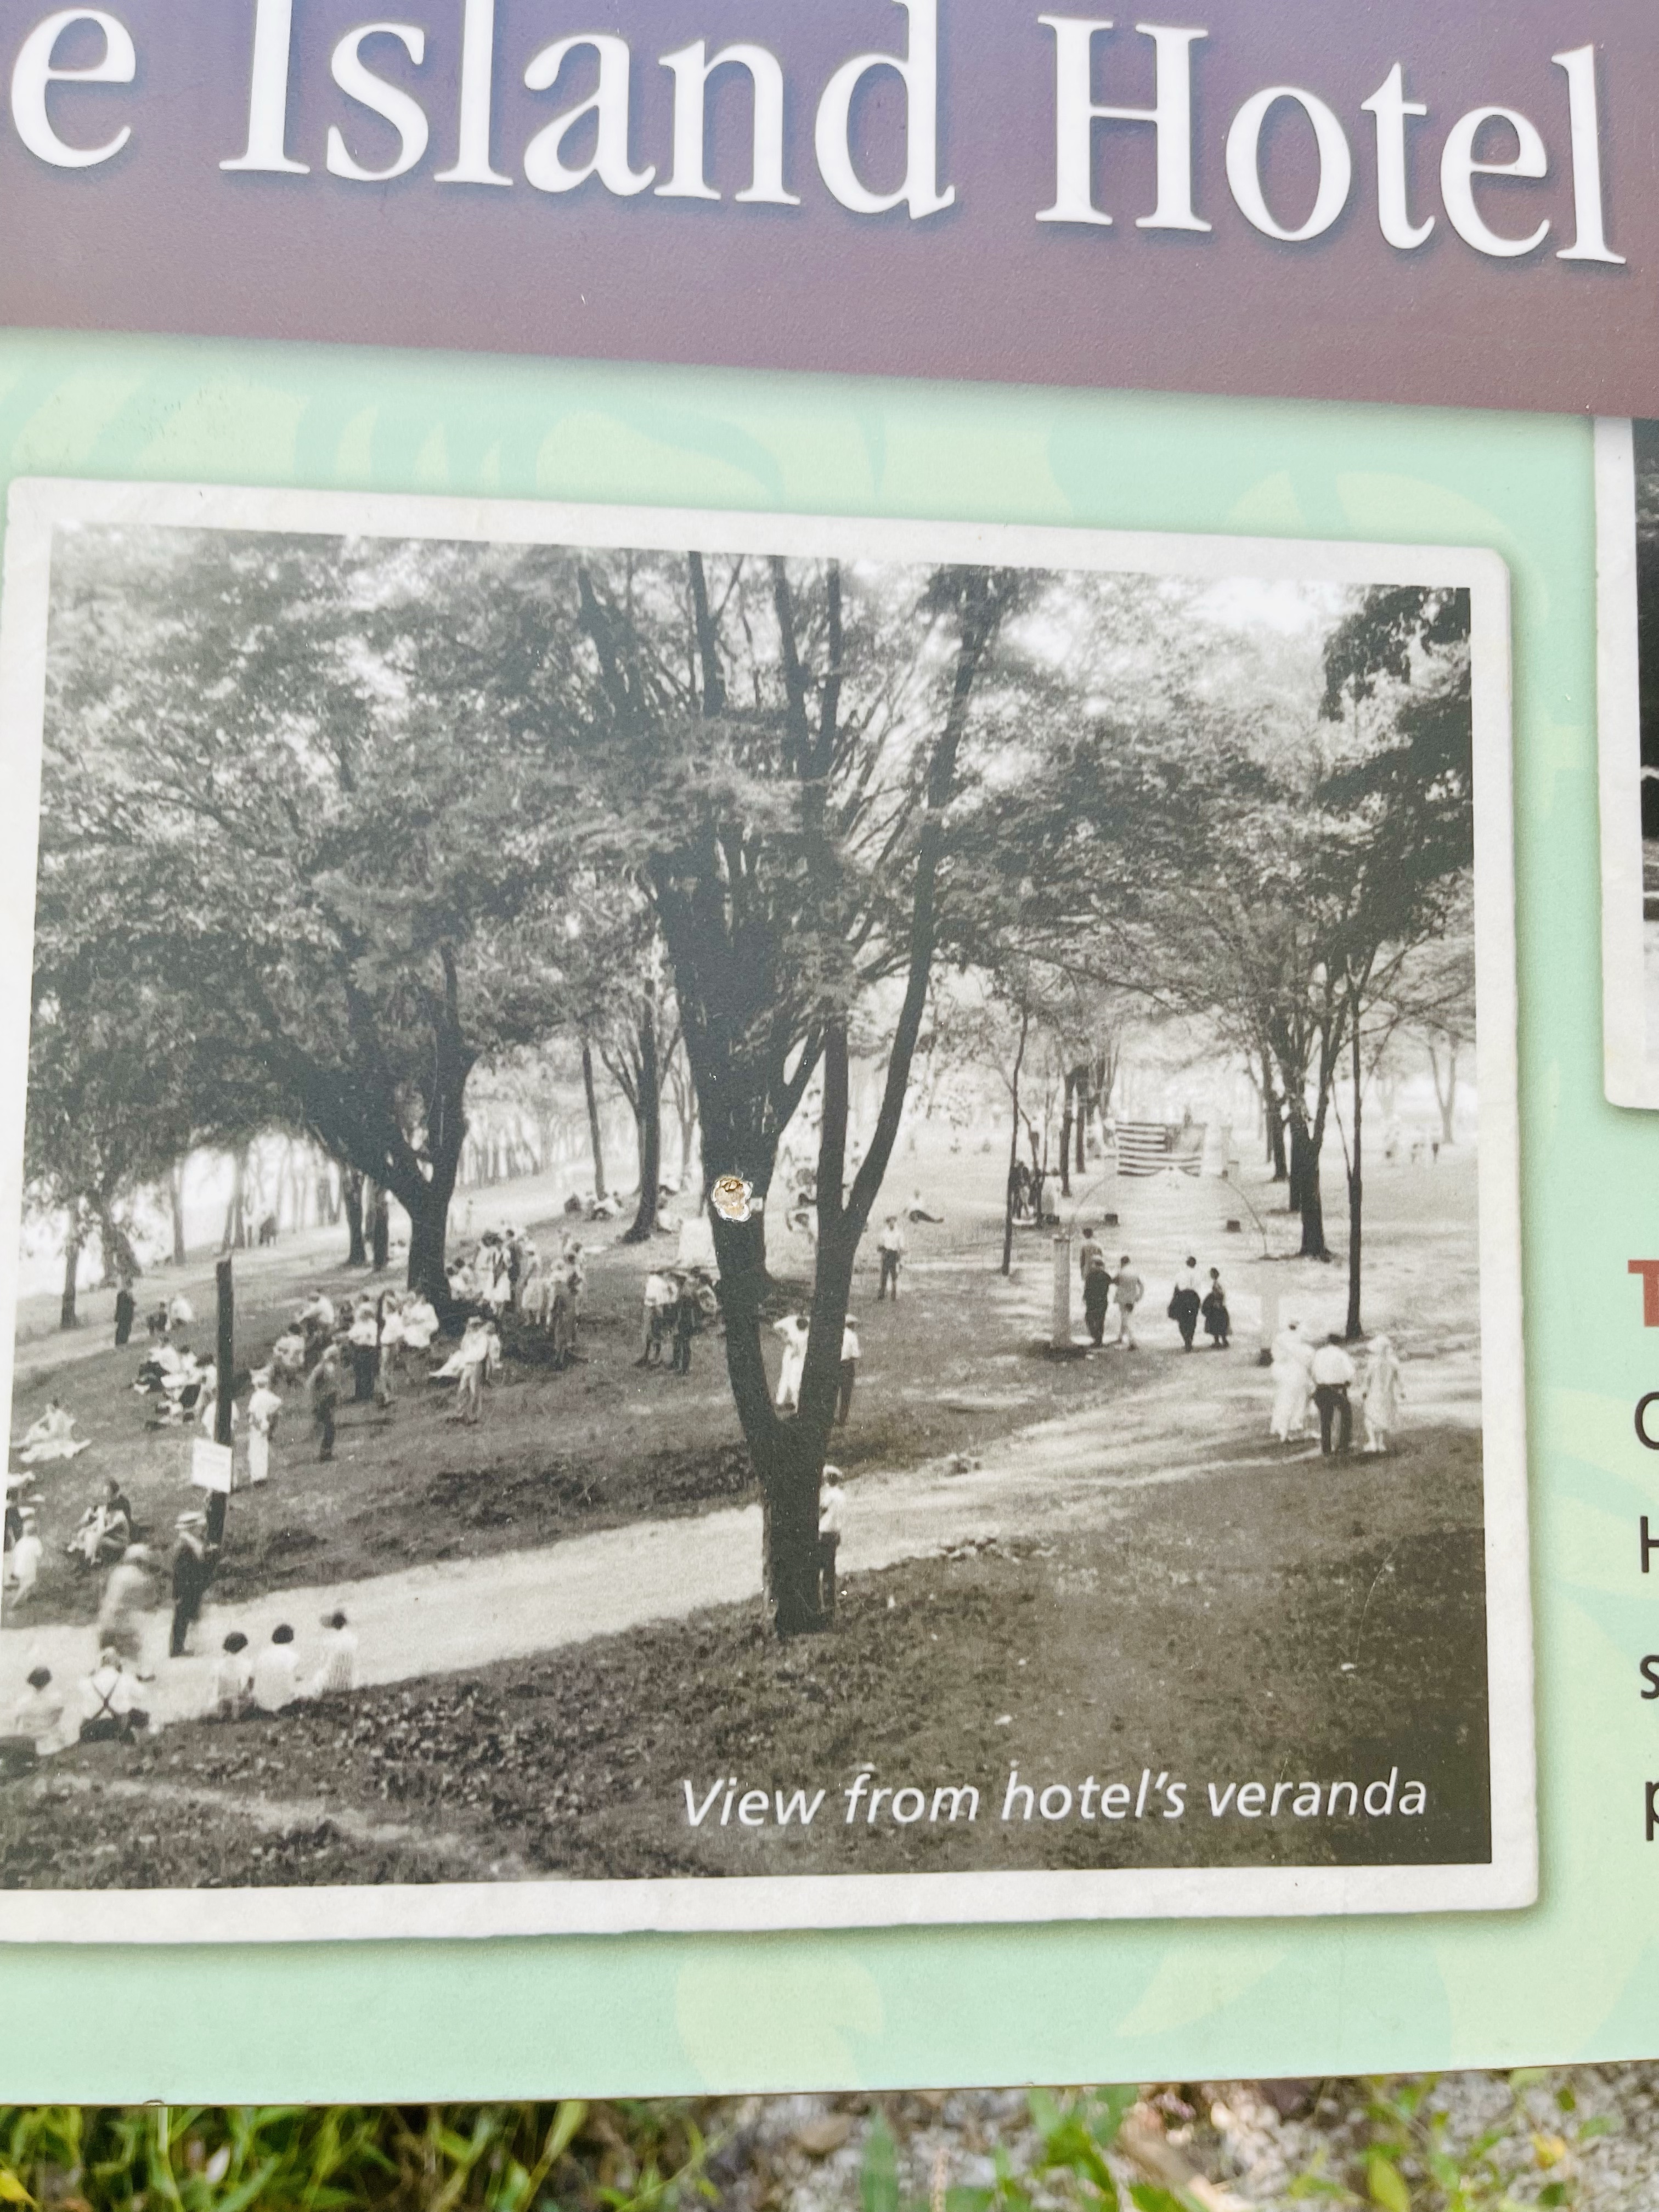 e Island Hotel
View from hotel's veranda
T
H
s
p